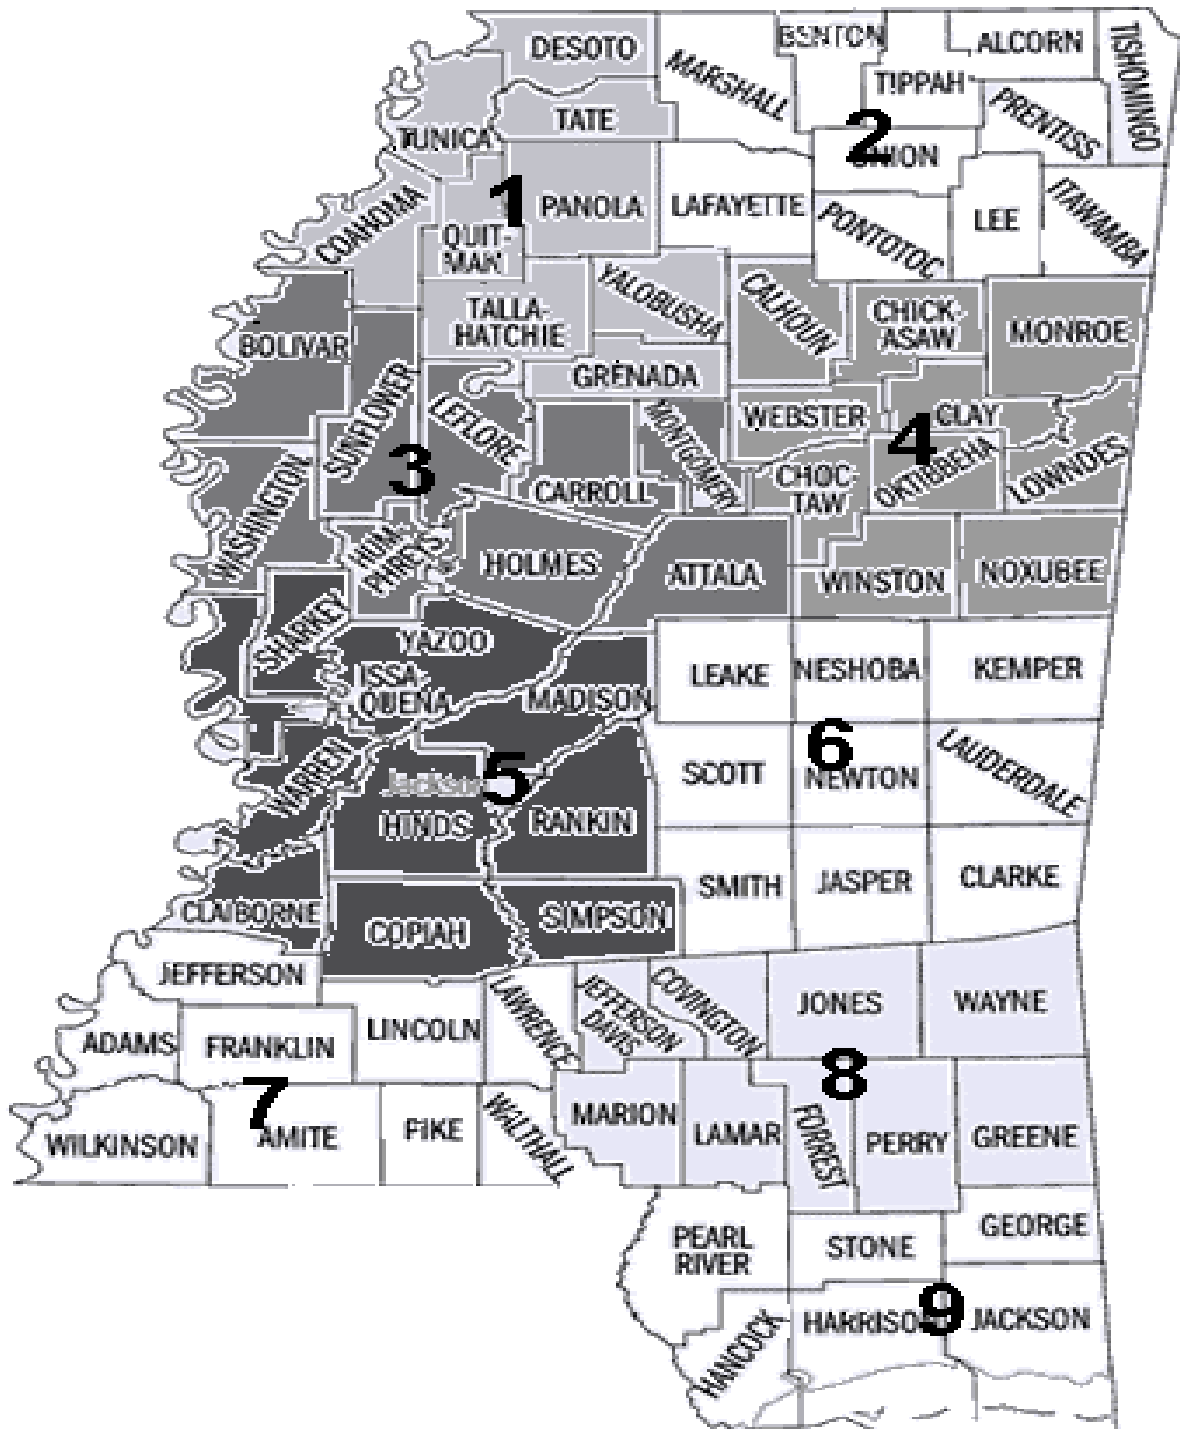 DESOTO
BENTON
ALCORN
TISHOMINGO
MARSHALL
TIPPAH
TATE
PRENTISS
TUNICA
2
UNION
1
PANOLA
LAFAYETTE
COAHOMA
PONTOTOC
LEE
ITAWAMBA
QUIT-
MAN
TALLA-
HATCHIE
YALOBUSHA
CALHOUN
CHICK-
ASAW
MONROE
BOLIVAR
GRENADA
SUNFLOWER
LEFLORE
MONTGOMERY
WEBSTER
CLAY
4
3
WASHINGTON
CARROLL
CHOC-
TAW
OKTIBBEHA
LOWNDES
HUM-
PHREYS
HOLMES
ATTALA
WINSTON
NOXUBEE
SHARKEY
YAZOO
ISSA-
QUENA
MADISON
LEAKE
NESHOBA
KEMPER
6
WARREN
Jackson
5
SCOTT
NEWTON
LAUDERDALE
HINDS
RANKIN
SMITH
JASPER
CLARKE
CLAIBORNE
COPIAH
SIMPSON
JEFFERSON
ADAMS
FRANKLIN
LINCOLN
LAWRENCE
JEFFERSON
DAVIS
COVINGTON
JONES
WAYNE
8
7
WILKINSON
AMITE
PIKE
WALTHALL
MARION
LAMAR
FORREST
PERRY
GREENE
PEARL
RIVER
STONE
GEORGE
HANCOCK
HARRISON
9
JACKSON